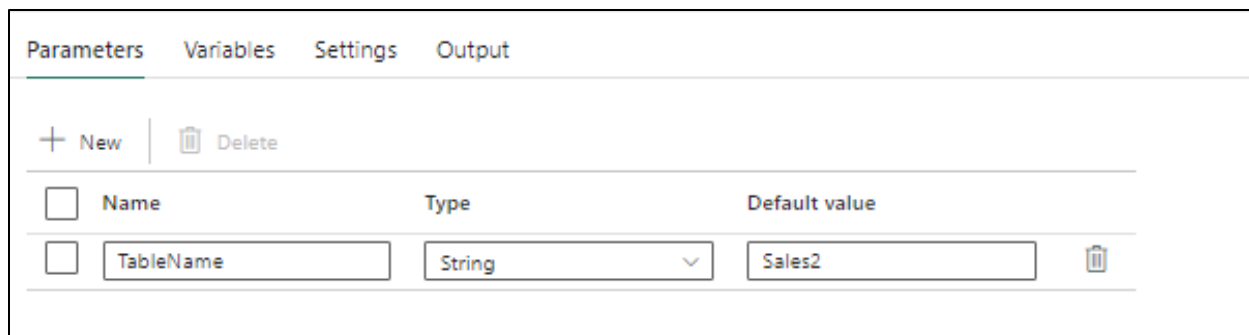 Parameters Variables Settings Output
+ New Delete
Name Type Default value
TableName String Sales2